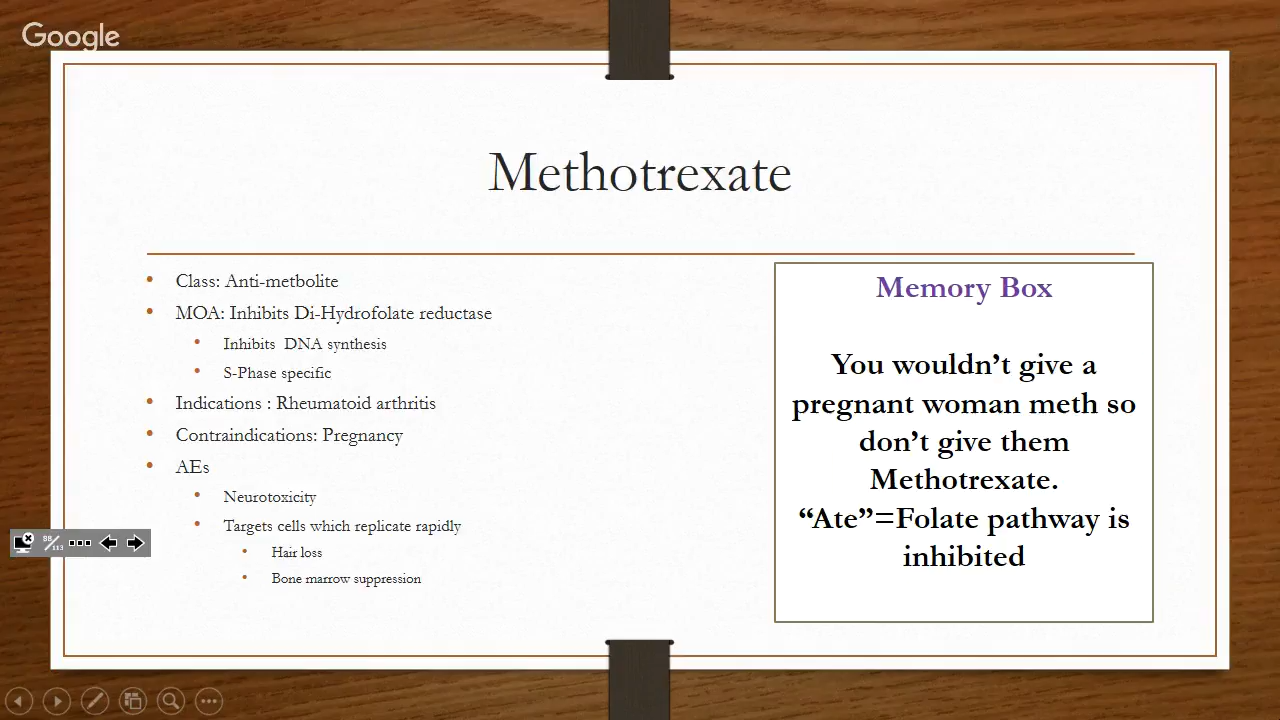 Google
Methotrexate
Class: Anti-metbolite
MOA: Inhibits Di-Hydrofolate reductase
Inhibits DNA synthesis
S-Phase specific
Indications : Rheumatoid arthritis
Contraindications: Pregnancy
AEs
Neurotoxicity
Targets cells which replicate rapidly
Hair loss
Bone marrow suppression
Memory Box
You wouldn’t give a
pregnant woman meth so
don’t give them
Methotrexate.
“Ate”=Folate pathway is
inhibited
88/113